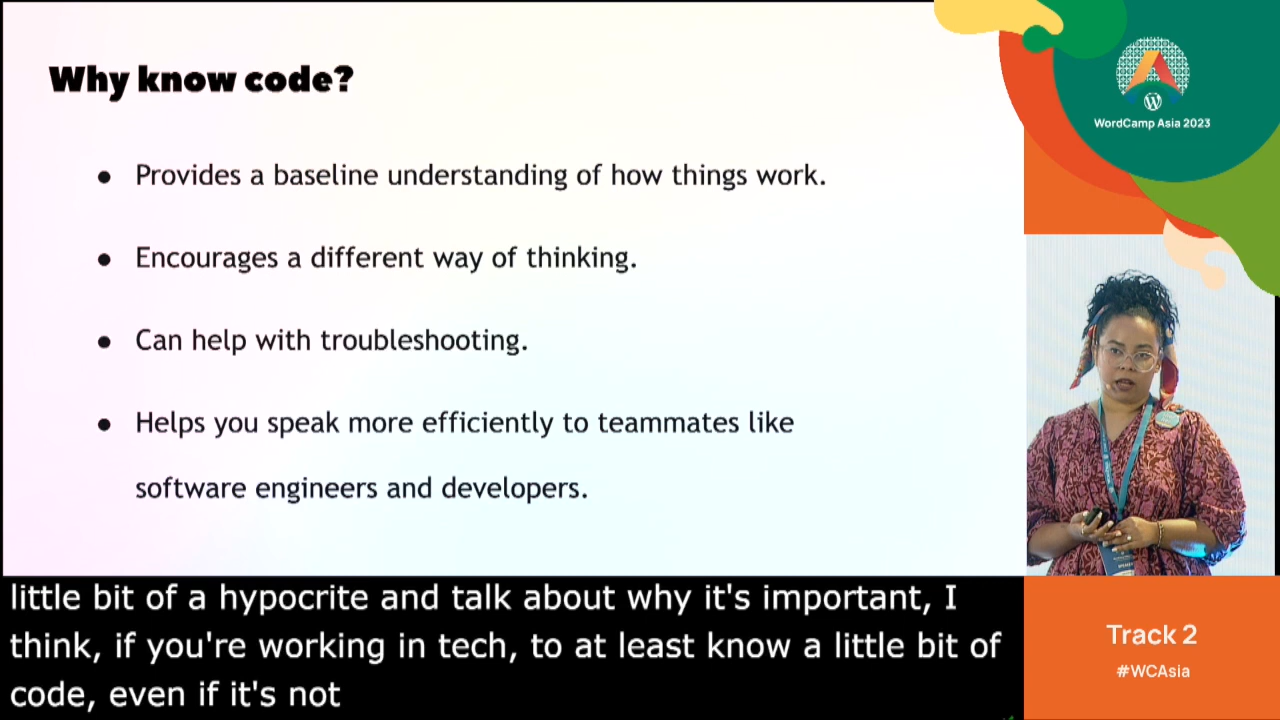 Why know code?
● Provides a baseline understanding of how things work.
● Encourages a different way of thinking.
● Can help with troubleshooting.
● Helps you speak more efficiently to teammates like
software engineers and developers.
little bit of a hypocrite and talk about why it's important, I
think, if you're working in tech, to at least know a little bit of
code, even if it's not
WordCamp Asia 2023
Track 2
#WCAsia